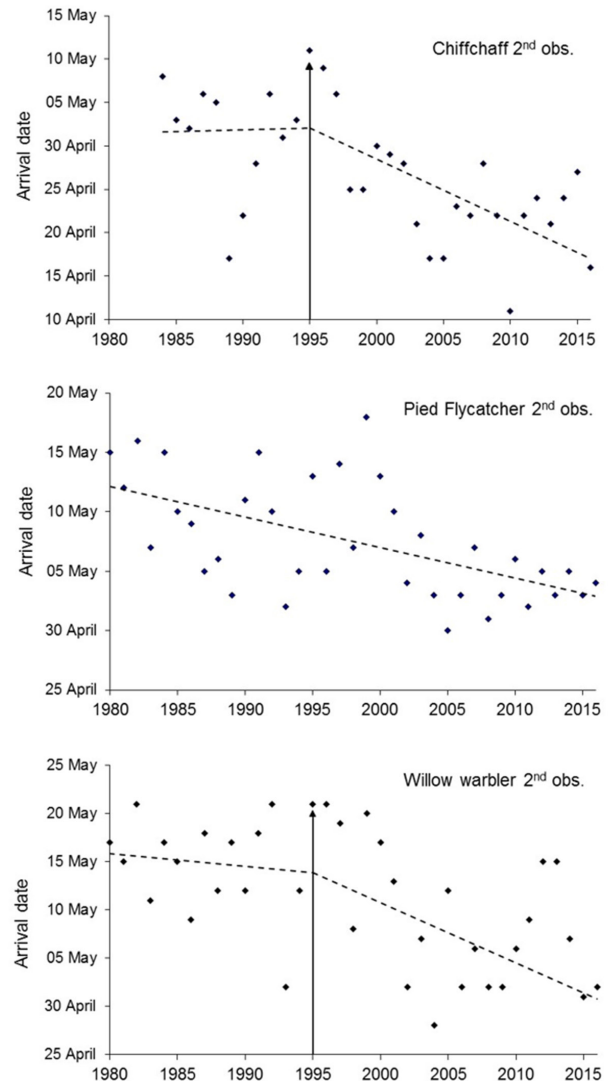 15 May
Chiffchaff 2nd obs.
10 May
05 May
30 April
25 April
20 April
15 April
10 April
Arrival date
1980 1985 1990 1995 2000 2005 2010 2015
20 May
Pied Flycatcher 2nd obs.
15 May
10 May
05 May
30 April
25 April
Arrival date
1980 1985 1990 1995 2000 2005 2010 2015
25 May
Willow warbler 2nd obs.
20 May
15 May
10 May
05 May
30 April
25 April
Arrival date
1980 1985 1990 1995 2000 2005 2010 2015